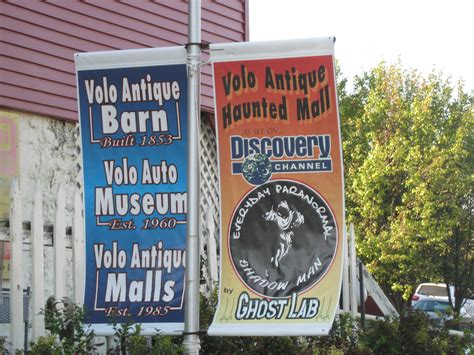 Volo Antique
Barn
Built 1853
Volo Auto
Museum
Est. 1960
Volo Antique
Malls
Est. 1985
Volo Antique
Haunted Mall
AS SEE ON...
Discovery
CHANNEL
EVERYDAY PARANORMAL
SHADOW MAN
by GHOST LAB